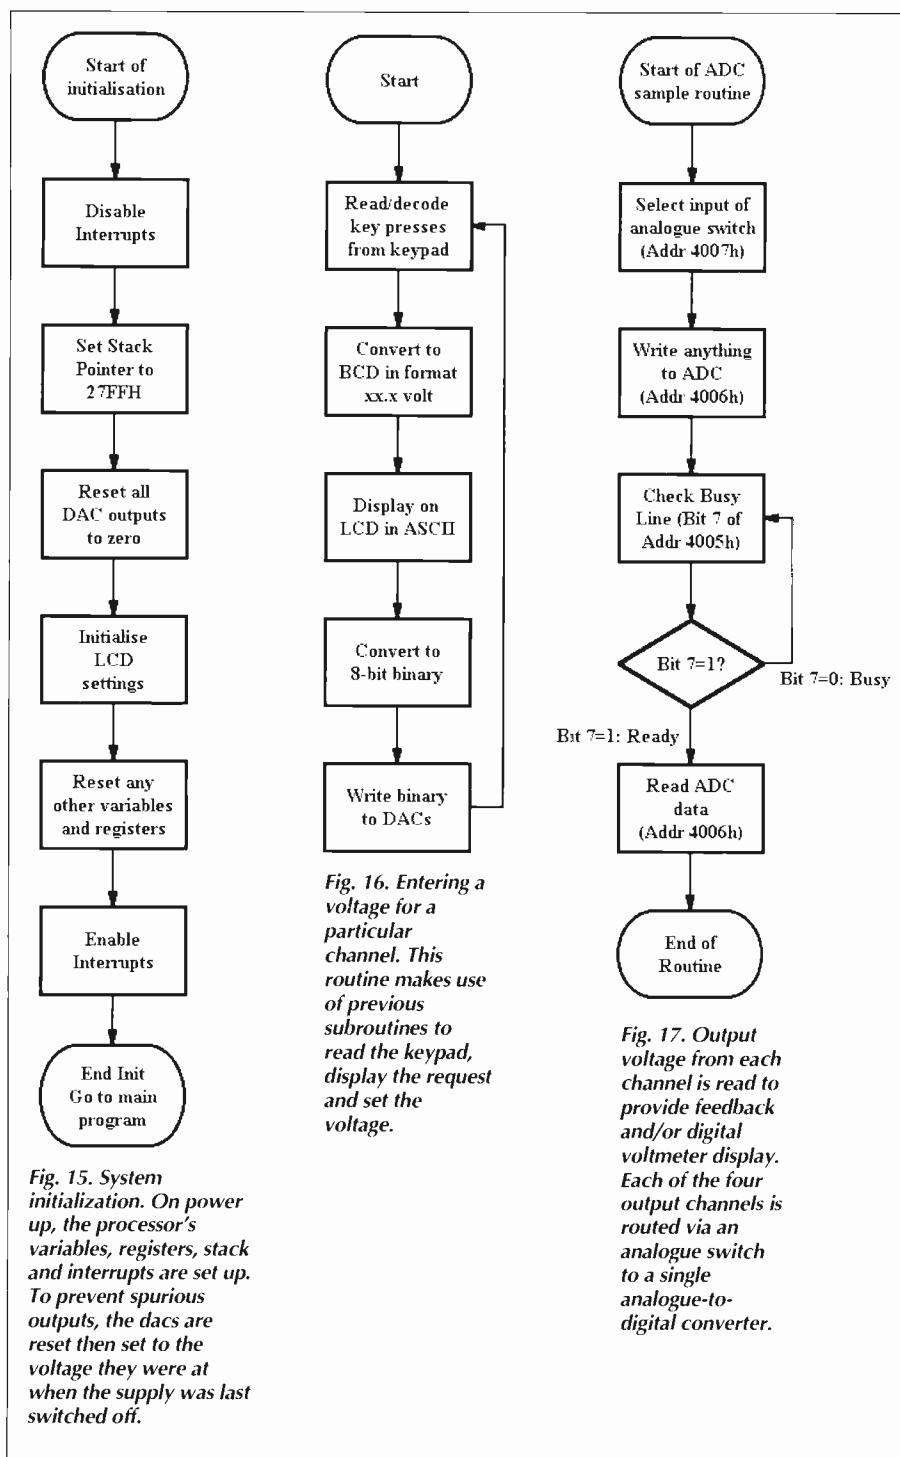 Start of
initialisation
Disable
Interrupts
Set Stack
Pointer to
27FFH
Reset all
DAC outputs
to zero
Initialise
LCD
settings
Reset any
other variables
and registers
Enable
Interrupts
End Init
Go to main
program
Fig. 15. System
initialization. On power
up, the processor's
variables, registers, stack
and interrupts are set up.
To prevent spurious
outputs, the dacs are
reset then set to the
voltage they were at
when the supply was last
switched off.
Start
Read/decode
key presses
from keypad
Convert to
BCD in format
xx.x volt
Display on
LCD in ASCII
Convert to
8-bit binary
Write binary
to DACs
Fig. 16. Entering a
voltage for a
particular
channel. This
routine makes use
of previous
subroutines to
read the keypad,
display the request
and set the
voltage.
Start of ADC
sample routine
Select input of
analogue switch
(Addr 4007h)
Write anything
to ADC
(Addr 4006h)
Check Busy
Line (Bit 7 of
Addr 4005h)
Bit 7=1?
Bit 7=0: Busy
Bit 7=1: Ready
Read ADC
data
(Addr 4006h)
End of
Routine
Fig. 17. Output
voltage from each
channel is read to
provide feedback
and/or digital
voltmeter display.
Each of the four
output channels is
routed via an
analogue switch
to a single
analogue-to-
digital converter.